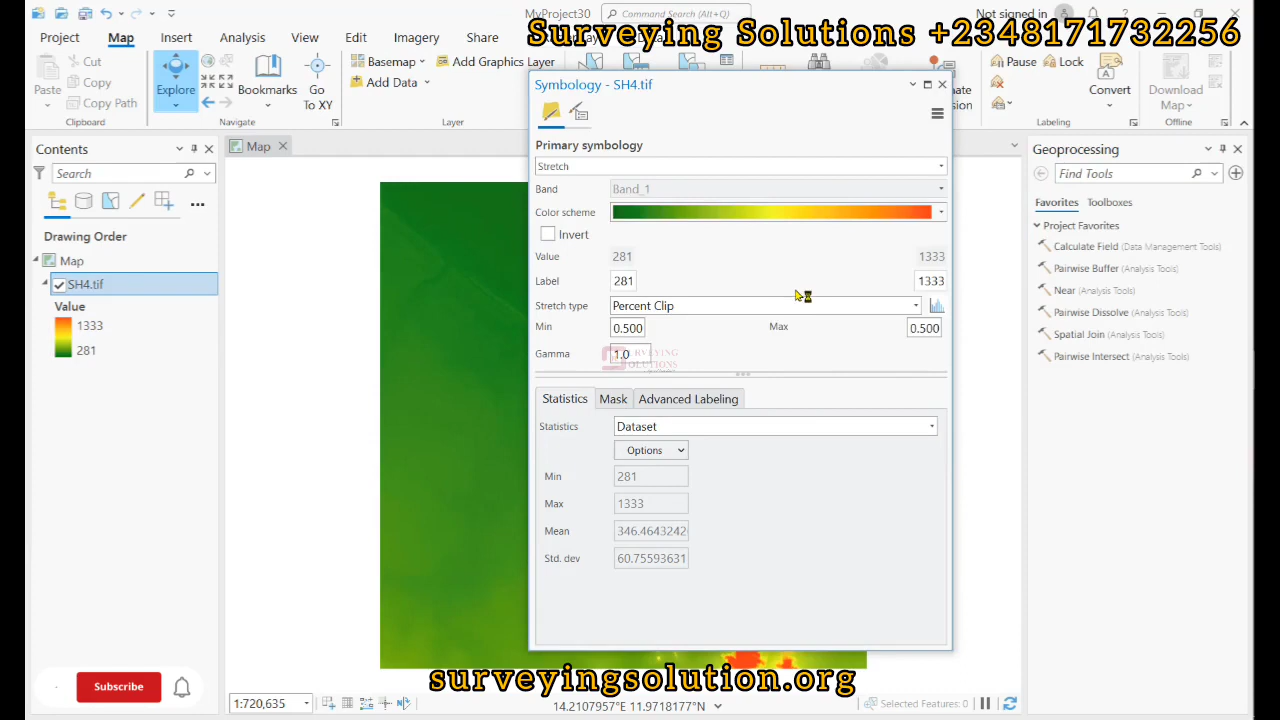 MyProject30
Command Search (Alt+Q)
Not signed in
Surveying Solutions +2348171732256
Project Map Insert Analysis View Edit Imagery Share
Paste
Cut
Copy
Copy Path
Clipboard
Explore
Bookmarks
Go
To XY
Navigate
Basemap
Add Data
Add Graphics Layer
Layer
Pause
Lock
Convert
Labeling
Download
Map
Offline
Contents
Search
Drawing Order
Map
SH4.tif
Value
1333
281
Map
Symbology - SH4.tif
Primary symbology
Stretch
Band Band_1
Color scheme
Invert
Value 281 1333
Label 281 1333
Stretch type Percent Clip
Min 0.500 Max 0.500
Gamma 1.0
SURVEYING
SOLUTIONS
Statistics Mask Advanced Labeling
Statistics Dataset
Options
Min 281
Max 1333
Mean 346.4643242
Std. dev 60.75593631
Geoprocessing
Find Tools
Favorites Toolboxes
Project Favorites
Calculate Field (Data Management Tools)
Pairwise Buffer (Analysis Tools)
Near (Analysis Tools)
Pairwise Dissolve (Analysis Tools)
Spatial Join (Analysis Tools)
Pairwise Intersect (Analysis Tools)
Subscribe
surveyingsolution.org
1:720,635
14.2107957°E 11.9718177°N
Selected Features: 0